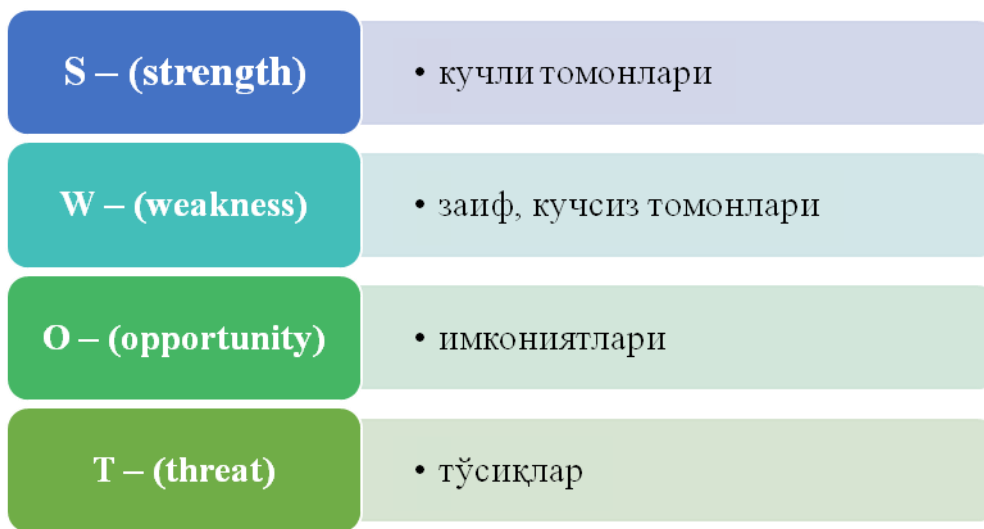 S – (strength)
• кучли томонлари
W – (weakness)
• заиф, кучсиз томонлари
O – (opportunity)
• имкониятлари
T – (threat)
• тўсиқлар